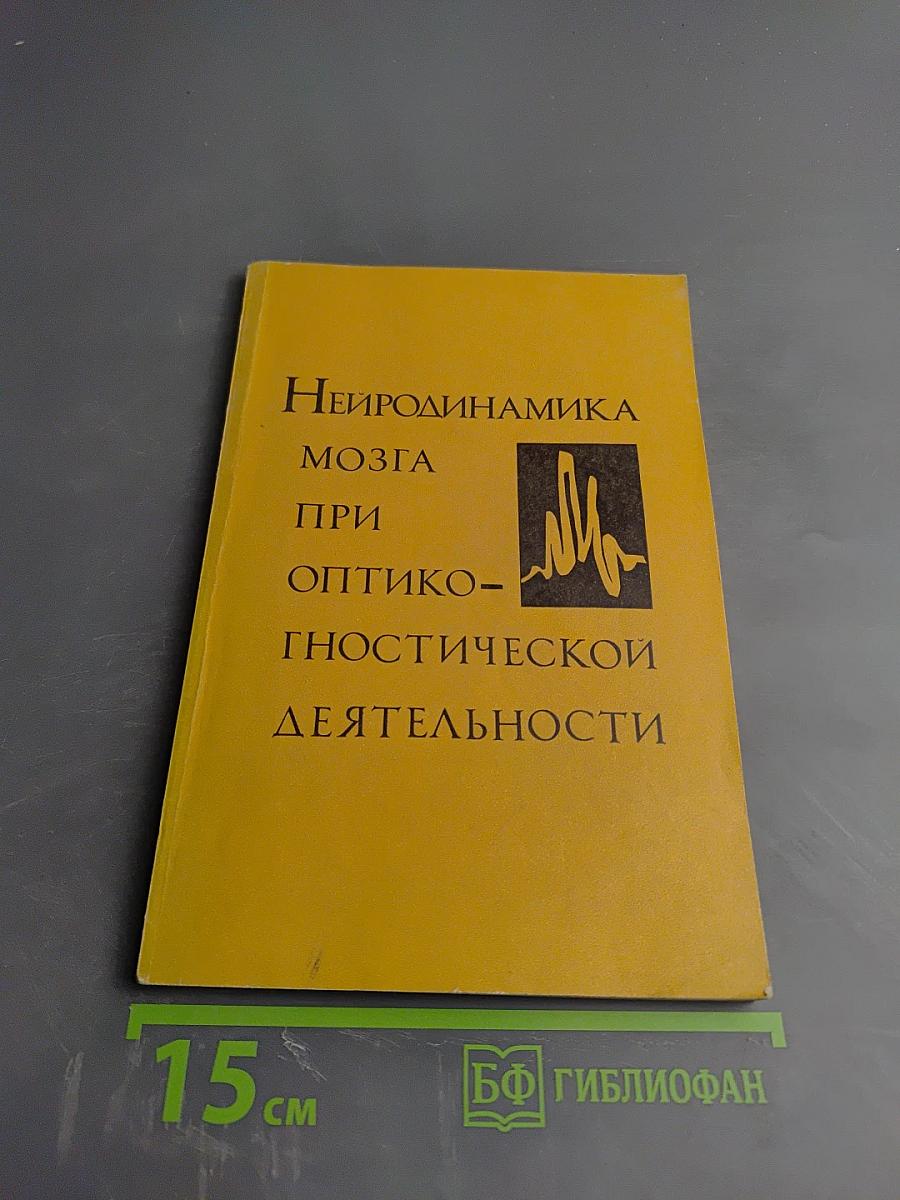 Нейродинамика
мозга
при
оптико-
гностической
деятельности
15 см
БФ ГИБЛИОФАН